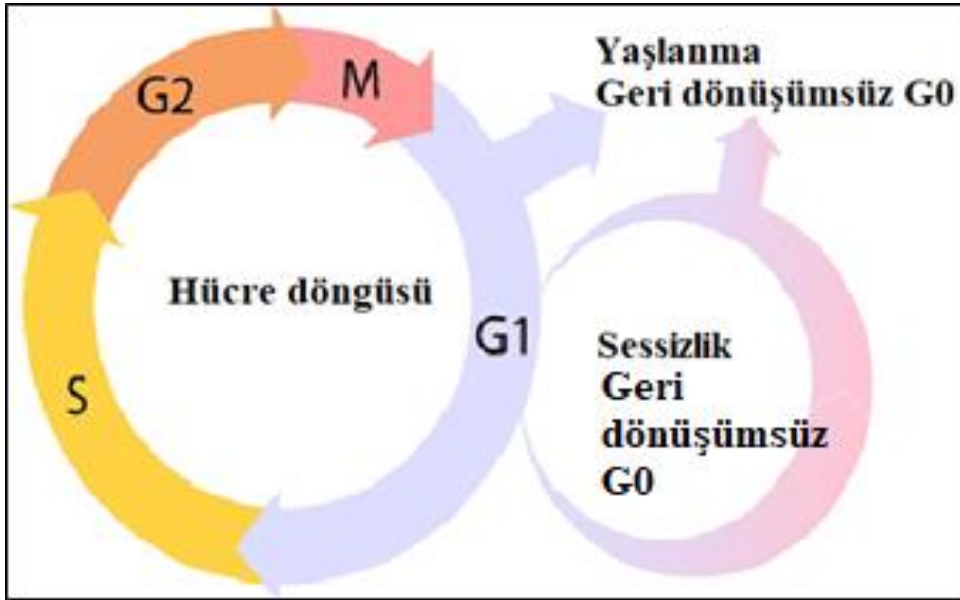 G2
M
Yaşlanma
Geri dönüşümsüz G0
Hücre döngüsü
G1
S
Sessizlik
Geri
dönüşümsüz
G0